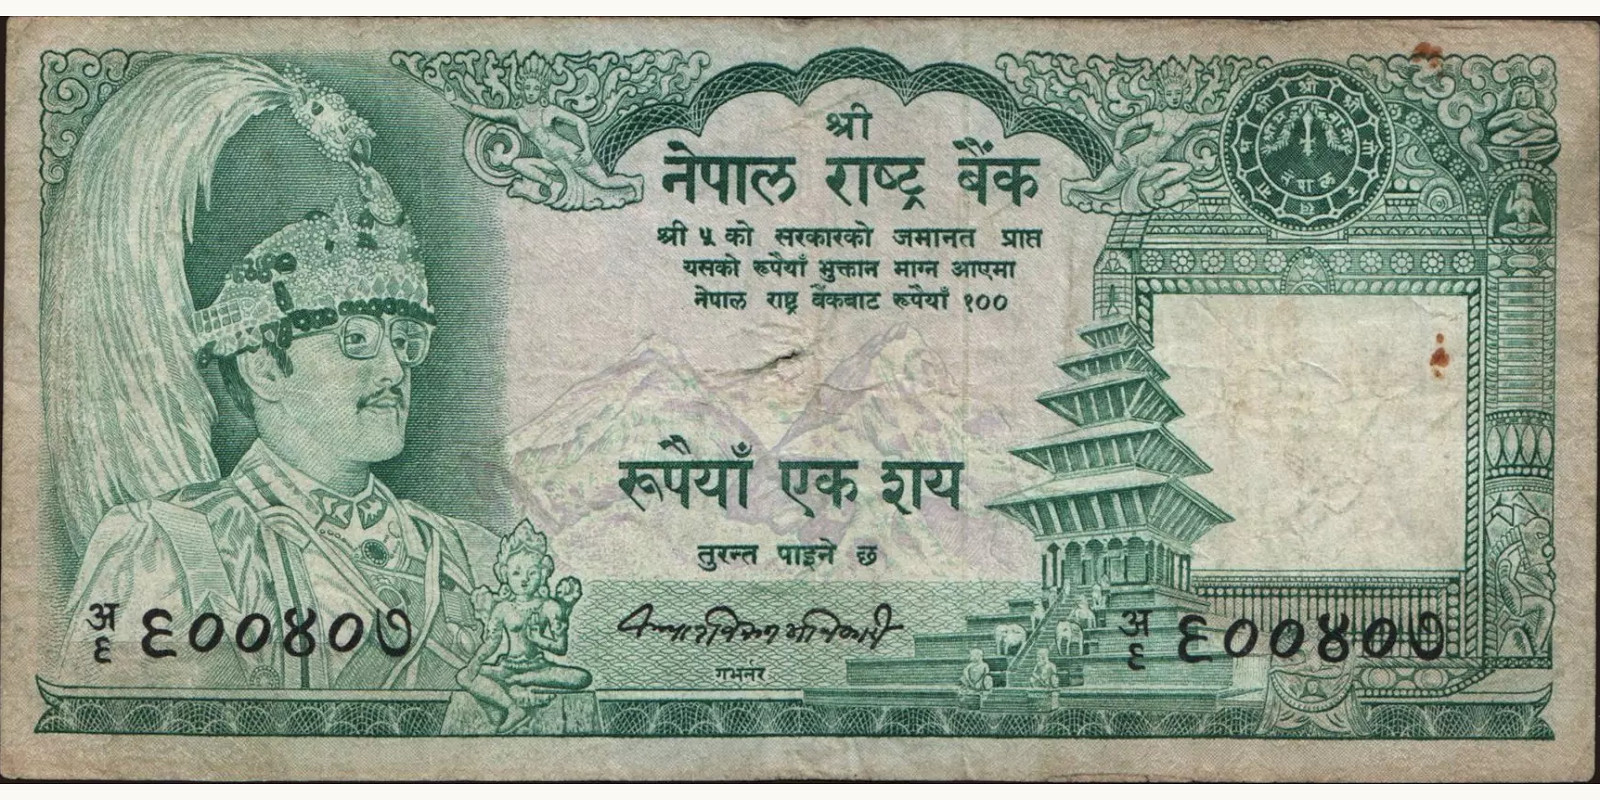 श्री
नेपाल राष्ट्र बैंक
श्री ५ को सरकारको जमानत प्राप्त
यसको रूपैयाँ भुक्तान माग्न आएमा
नेपाल राष्ट्र बैंकबाट रूपैयाँ १००
रूपैयाँ एक शय
तुरन्त पाइने छ
अ/६ ६००४०७
गभर्नर
अ/६ ६००४०७